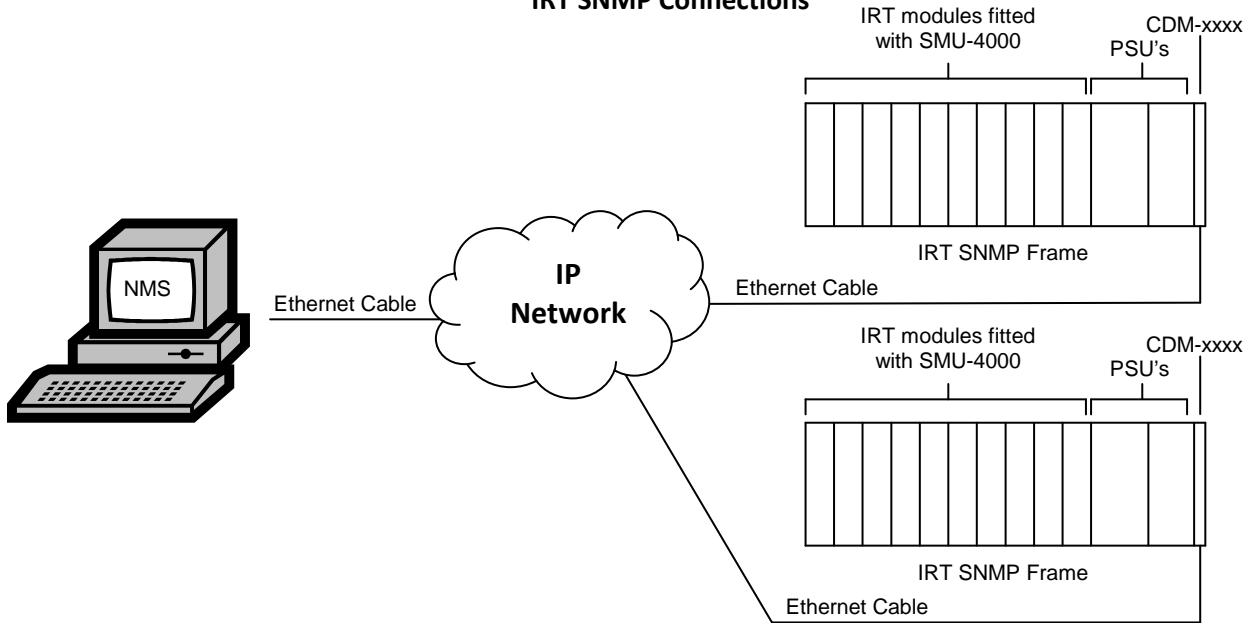 IRT SNMP Connections
IRT modules fitted
with SMU-4000
PSU's
CDM-xxxx
IRT SNMP Frame
NMS
Ethernet Cable
IP
Network
Ethernet Cable
IRT modules fitted
with SMU-4000
PSU's
CDM-xxxx
IRT SNMP Frame
Ethernet Cable